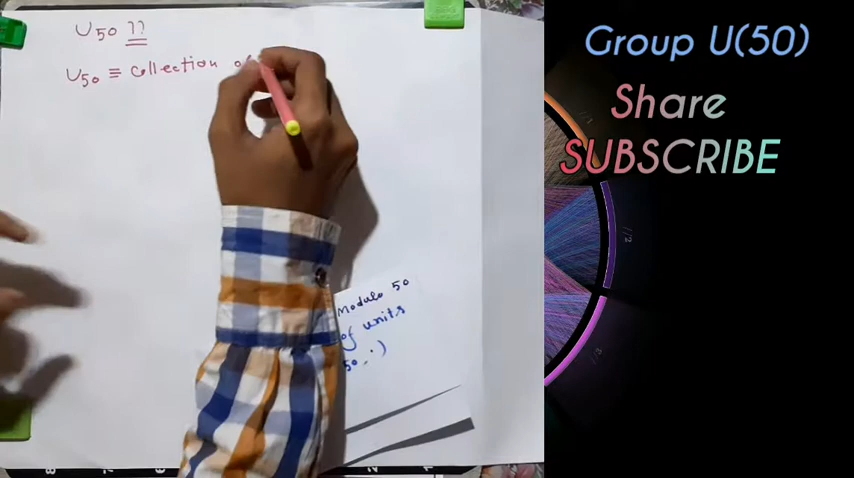 U50 ??
U50 ≡ collection of
Modulo 50
of units
50..)
Group U(50)
Share
SUBSCRIBE